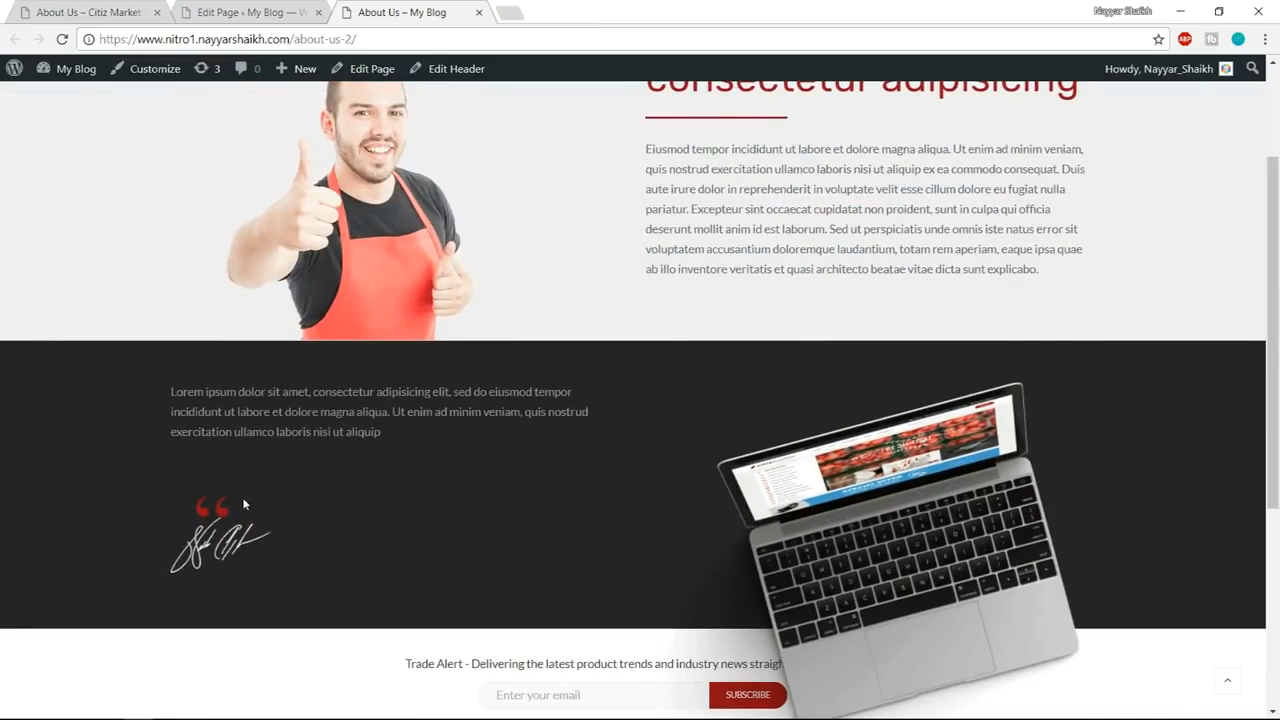 About Us – Citiz Market
Edit Page ‹ My Blog — W
About Us – My Blog
Nayyar Shaikh
https://www.nitro1.nayyarshaikh.com/about-us-2/
My Blog
Customize
3
0
New
Edit Page
Edit Header
Howdy, Nayyar_Shaikh
consectetur adipisicing
Eiusmod tempor incididunt ut labore et dolore magna aliqua. Ut enim ad minim veniam,
quis nostrud exercitation ullamco laboris nisi ut aliquip ex ea commodo consequat. Duis
aute irure dolor in reprehenderit in voluptate velit esse cillum dolore eu fugiat nulla
pariatur. Excepteur sint occaecat cupidatat non proident, sunt in culpa qui officia
deserunt mollit anim id est laborum. Sed ut perspiciatis unde omnis iste natus error sit
voluptatem accusantium doloremque laudantium, totam rem aperiam, eaque ipsa quae
ab illo inventore veritatis et quasi architecto beatae vitae dicta sunt explicabo.
Lorem ipsum dolor sit amet, consectetur adipisicing elit, sed do eiusmod tempor
incididunt ut labore et dolore magna aliqua. Ut enim ad minim veniam, quis nostrud
exercitation ullamco laboris nisi ut aliquip
Trade Alert - Delivering the latest product trends and industry news straigh
Enter your email
SUBSCRIBE